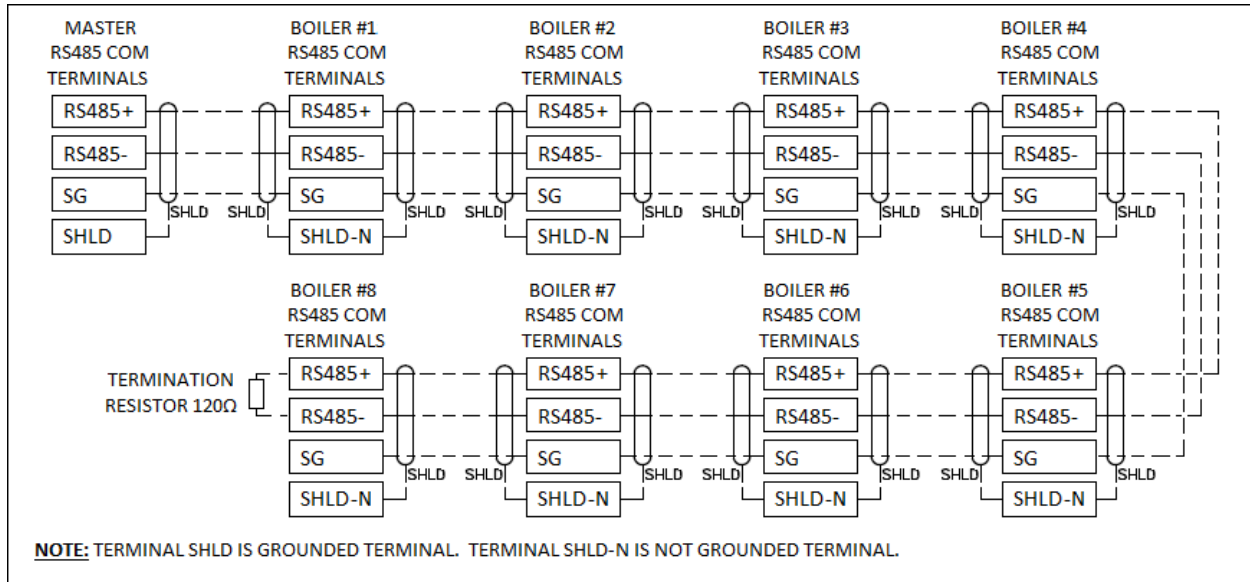 MASTER
RS485 COM
TERMINALS
BOILER #1
RS485 COM
TERMINALS
BOILER #2
RS485 COM
TERMINALS
BOILER #3
RS485 COM
TERMINALS
BOILER #4
RS485 COM
TERMINALS
RS485+
RS485+
RS485+
RS485+
RS485+
RS485-
RS485-
RS485-
RS485-
RS485-
SG
SG
SG
SG
SG
SHLD
SHLD
SHLD
SHLD
SHLD
SHLD
SHLD
SHLD
SHLD
SHLD
SHLD-N
SHLD-N
SHLD-N
SHLD-N
BOILER #8
RS485 COM
TERMINALS
BOILER #7
RS485 COM
TERMINALS
BOILER #6
RS485 COM
TERMINALS
BOILER #5
RS485 COM
TERMINALS
TERMINATION
RESISTOR 120Ω
RS485+
RS485+
RS485+
RS485+
RS485-
RS485-
RS485-
RS485-
SG
SG
SG
SG
SHLD
SHLD
SHLD
SHLD
SHLD
SHLD
SHLD
SHLD-N
SHLD-N
SHLD-N
SHLD-N
NOTE: TERMINAL SHLD IS GROUNDED TERMINAL. TERMINAL SHLD-N IS NOT GROUNDED TERMINAL.